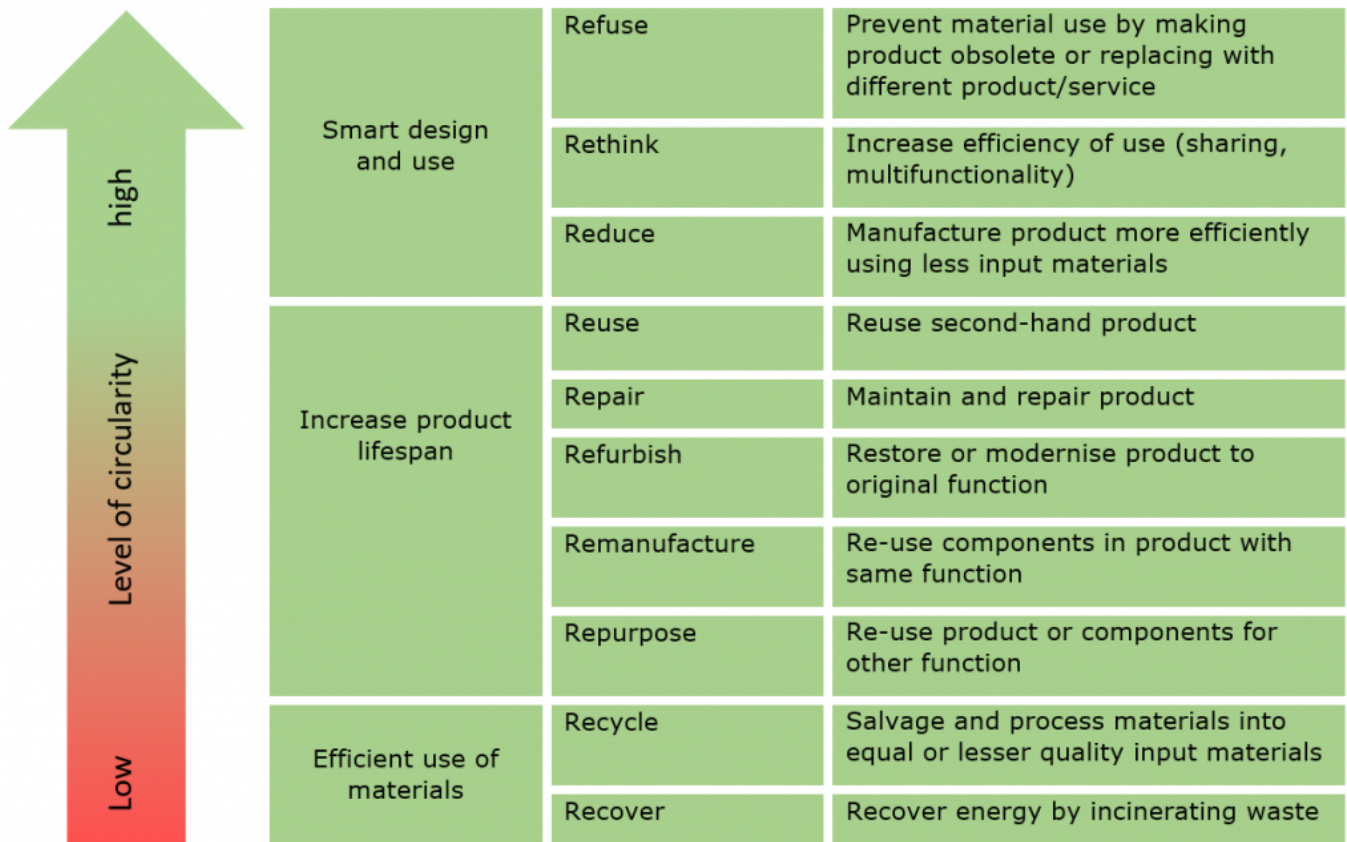 high
Level of circularity
Low
Smart design
and use
Refuse
Prevent material use by making
product obsolete or replacing with
different product/service
Rethink
Increase efficiency of use (sharing,
multifunctionality)
Reduce
Manufacture product more efficiently
using less input materials
Increase product
lifespan
Reuse
Reuse second-hand product
Repair
Maintain and repair product
Refurbish
Restore or modernise product to
original function
Remanufacture
Re-use components in product with
same function
Repurpose
Re-use product or components for
other function
Efficient use of
materials
Recycle
Salvage and process materials into
equal or lesser quality input materials
Recover
Recover energy by incinerating waste